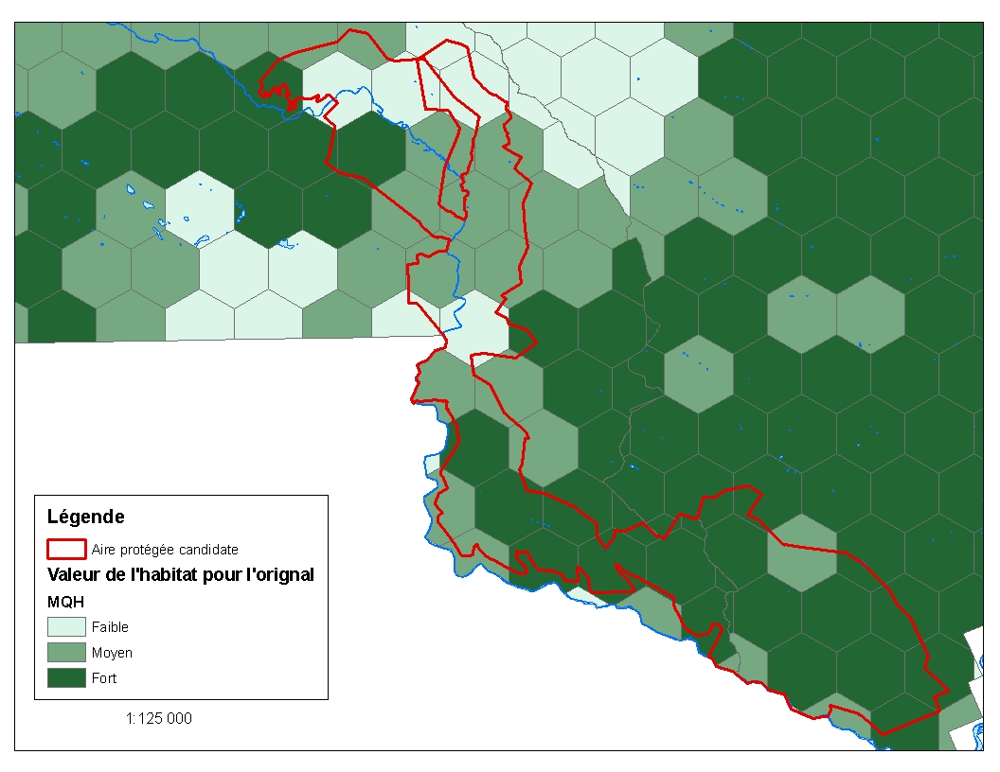 Légende
Aire protégée candidate
Valeur de l'habitat pour l'orignal
MQH
Faible
Moyen
Fort
1:125 000